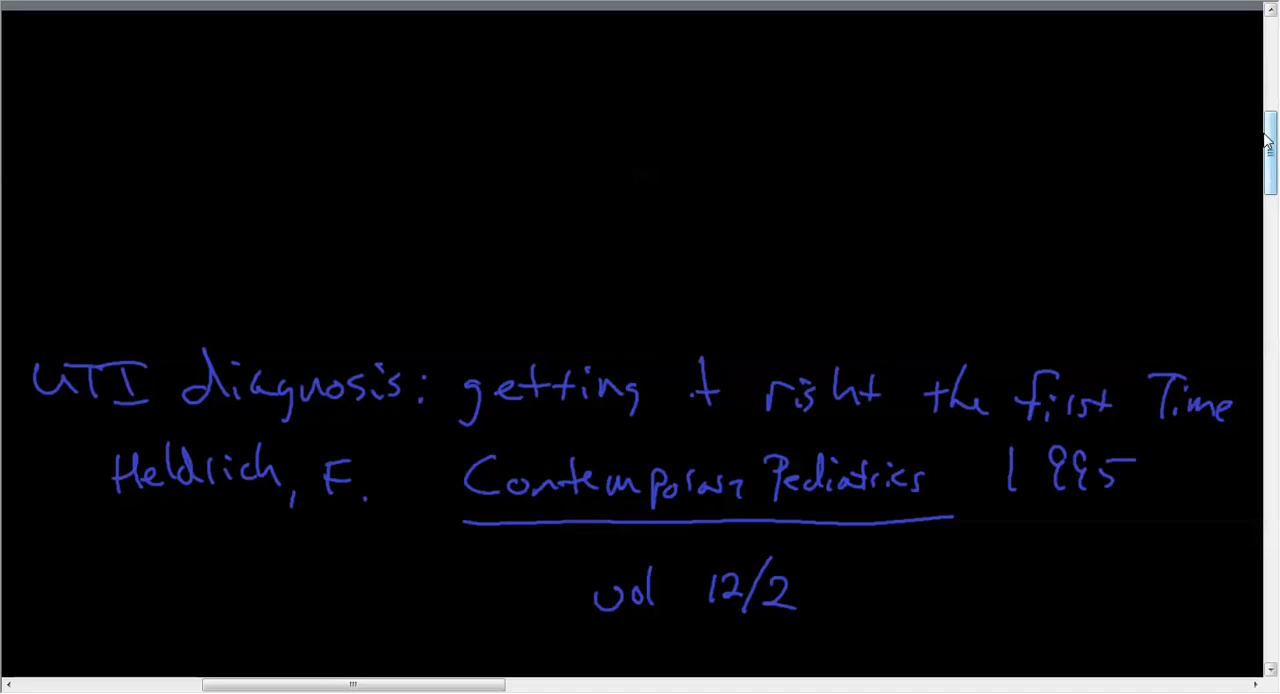 UTI diagnosis: getting it right the first Time
Heldrich, F. Contemporary Pediatrics 1995
vol 12/2